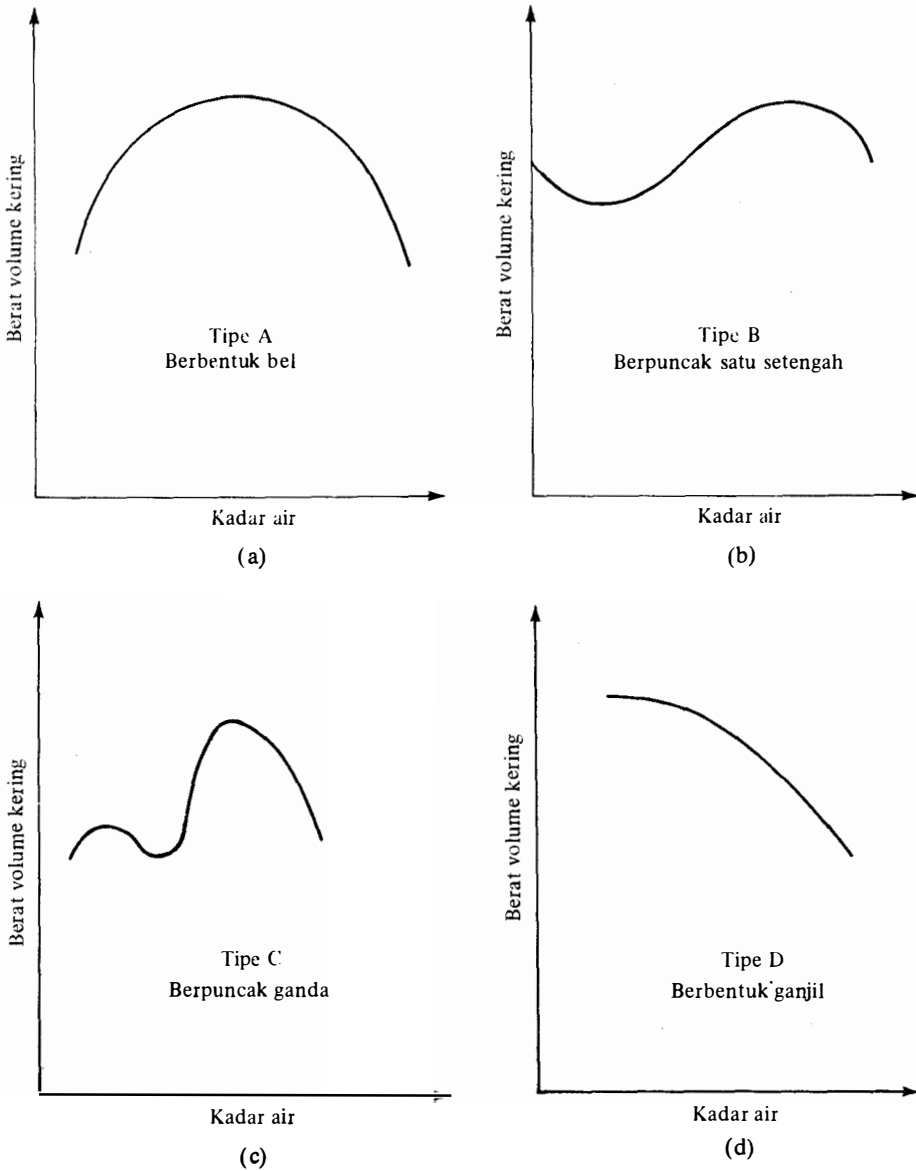 Berat volume kering
Tipe A
Berbentuk bel
Kadar air
(a)
Berat volume kering
Tipe B
Berpuncak satu setengah
Kadar air
(b)
Berat volume kering
Tipe C
Berpuncak ganda
Kadar air
(c)
Berat volume kering
Tipe D
Berbentuk ganjil
Kadar air
(d)